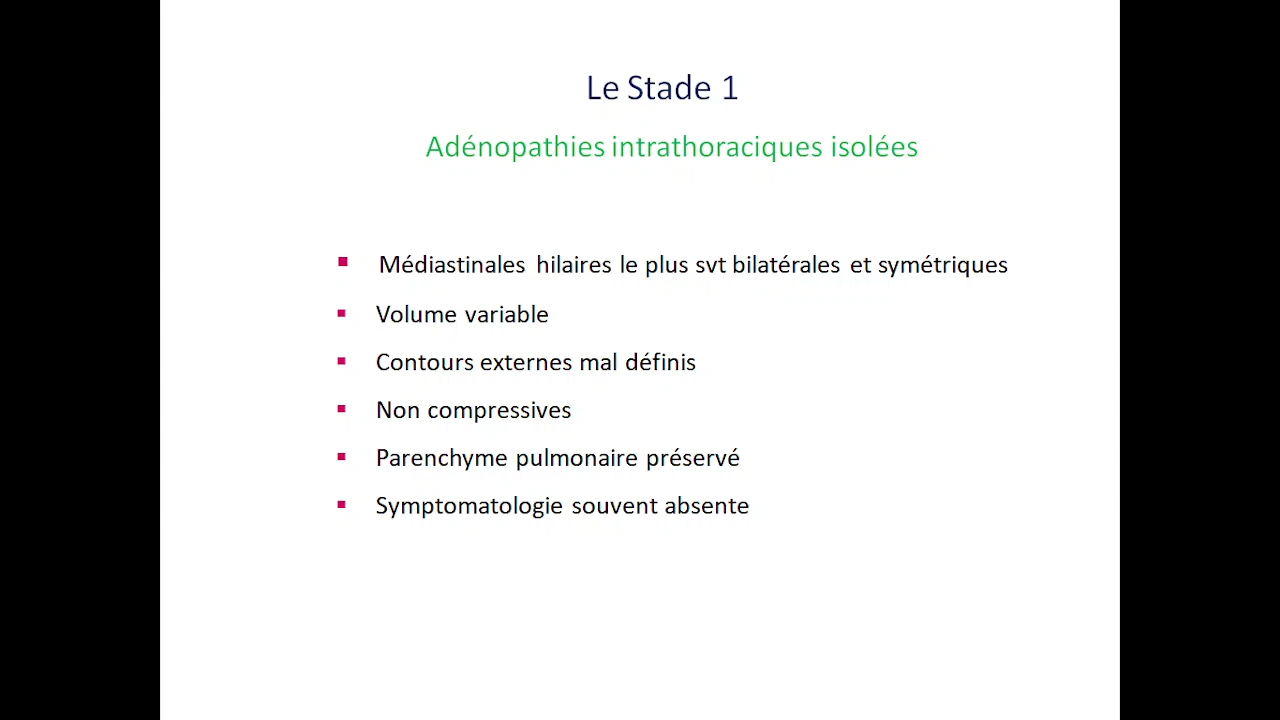 Le Stade 1
Adénopathies intrathoraciques isolées
▪ Médiastinales hilaires le plus svt bilatérales et symétriques
▪ Volume variable
▪ Contours externes mal définis
▪ Non compressives
▪ Parenchyme pulmonaire préservé
▪ Symptomatologie souvent absente